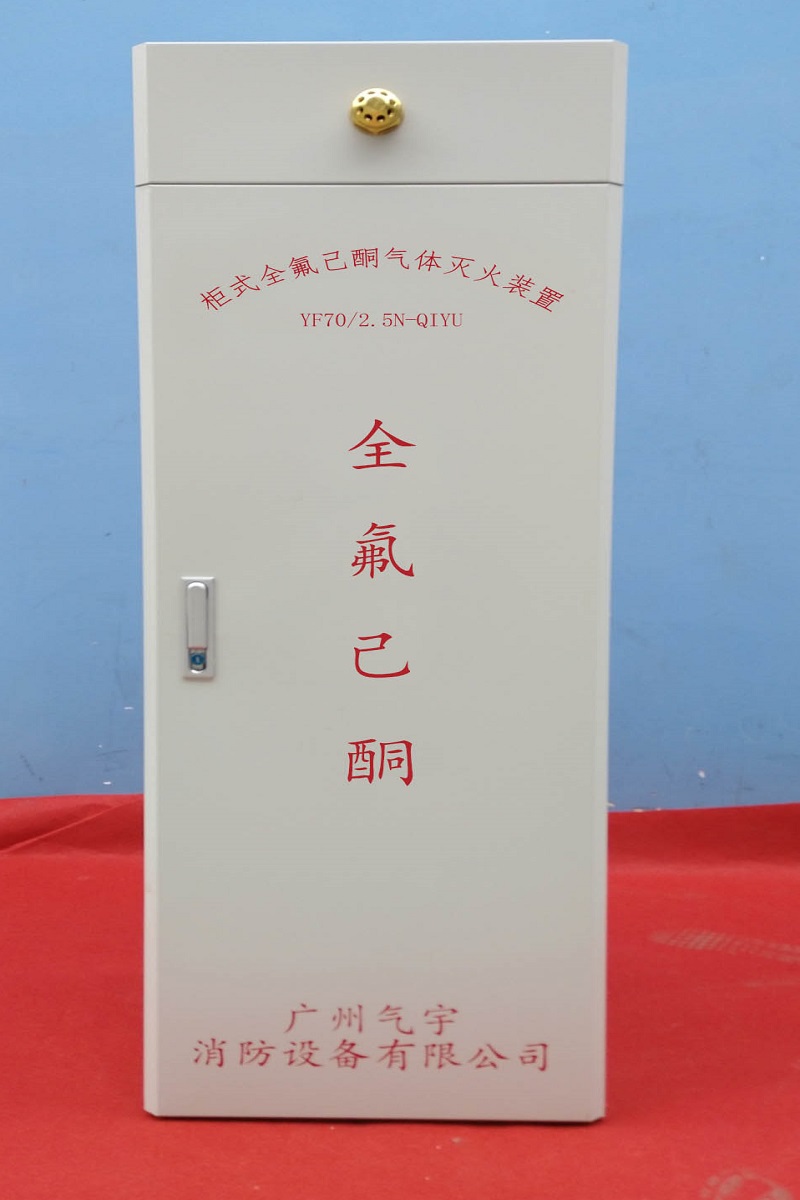 柜式全氟己酮气体灭火装置
YF70/2.5N-QIYU
全
氟
己
酮
广州气宇
消防设备有限公司